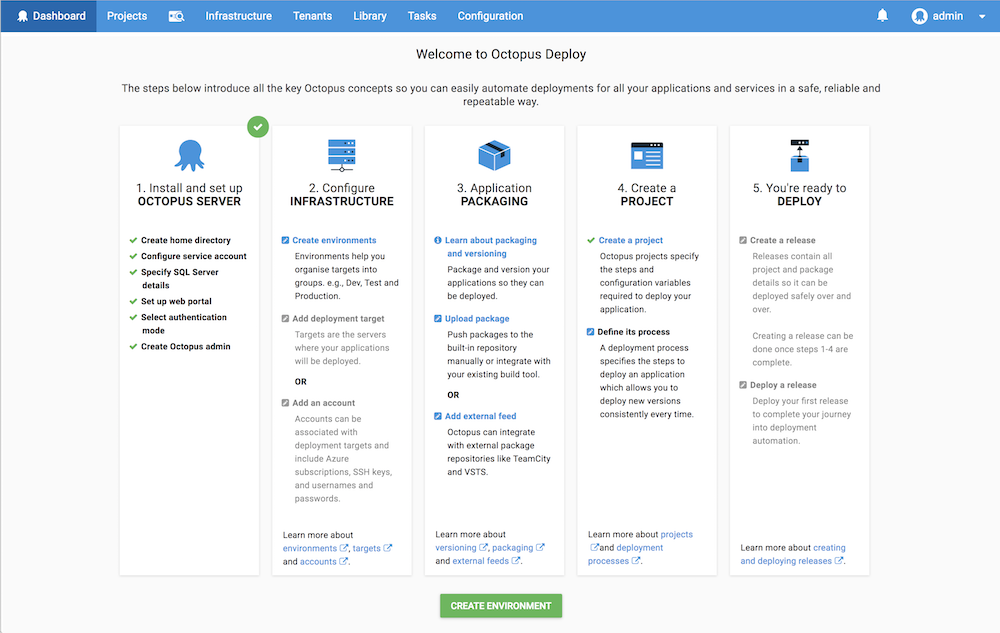 Dashboard Projects Infrastructure Tenants Library Tasks Configuration admin
Welcome to Octopus Deploy
The steps below introduce all the key Octopus concepts so you can easily automate deployments for all your applications and services in a safe, reliable and
repeatable way.
1. Install and set up
OCTOPUS SERVER
Create home directory
Configure service account
Specify SQL Server
details
Set up web portal
Select authentication
mode
Create Octopus admin
2. Configure
INFRASTRUCTURE
Create environments
Environments help you
organise targets into
groups. e.g., Dev, Test and
Production.
Add deployment target
Targets are the servers
where your applications
will be deployed.
OR
Add an account
Accounts can be
associated with
deployment targets and
include Azure
subscriptions, SSH keys,
and usernames and
passwords.
Learn more about
environments , targets
and accounts .
3. Application
PACKAGING
Learn about packaging
and versioning
Package and version your
applications so they can
be deployed.
Upload package
Push packages to the
built-in repository
manually or integrate with
your existing build tool.
OR
Add external feed
Octopus can integrate
with external package
repositories like TeamCity
and VSTS.
Learn more about
versioning , packaging
and external feeds .
4. Create a
PROJECT
Create a project
Octopus projects specify
the steps and
configuration variables
required to deploy your
application.
Define its process
A deployment process
specifies the steps to
deploy an application
which allows you to
deploy new versions
consistently every time.
Learn more about projects
and deployment
processes .
5. You're ready to
DEPLOY
Create a release
Releases contain all
project and package
details so it can be
deployed safely over and
over.
Creating a release can be
done once steps 1-4 are
complete.
Deploy a release
Deploy your first release
to complete your journey
into deployment
automation.
Learn more about creating
and deploying releases .
CREATE ENVIRONMENT